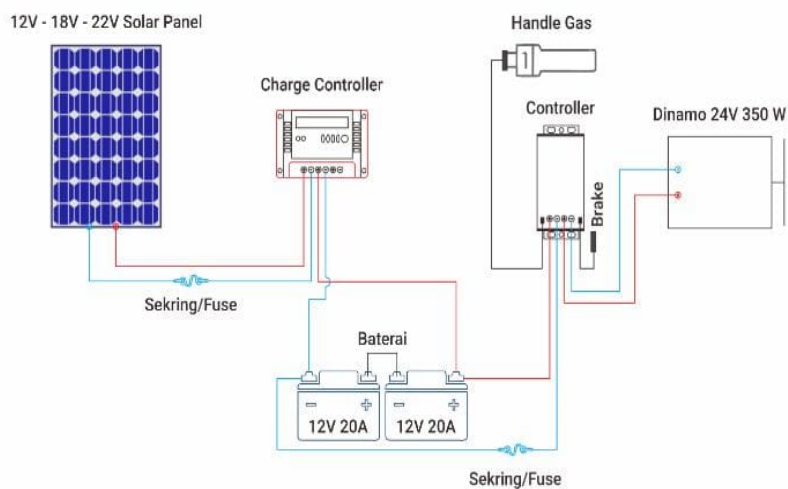 12V - 18V - 22V Solar Panel
Handle Gas
Charge Controller
Controller
Dinamo 24V 350 W
Brake
Sekring/Fuse
Baterai
12V 20A
12V 20A
Sekring/Fuse